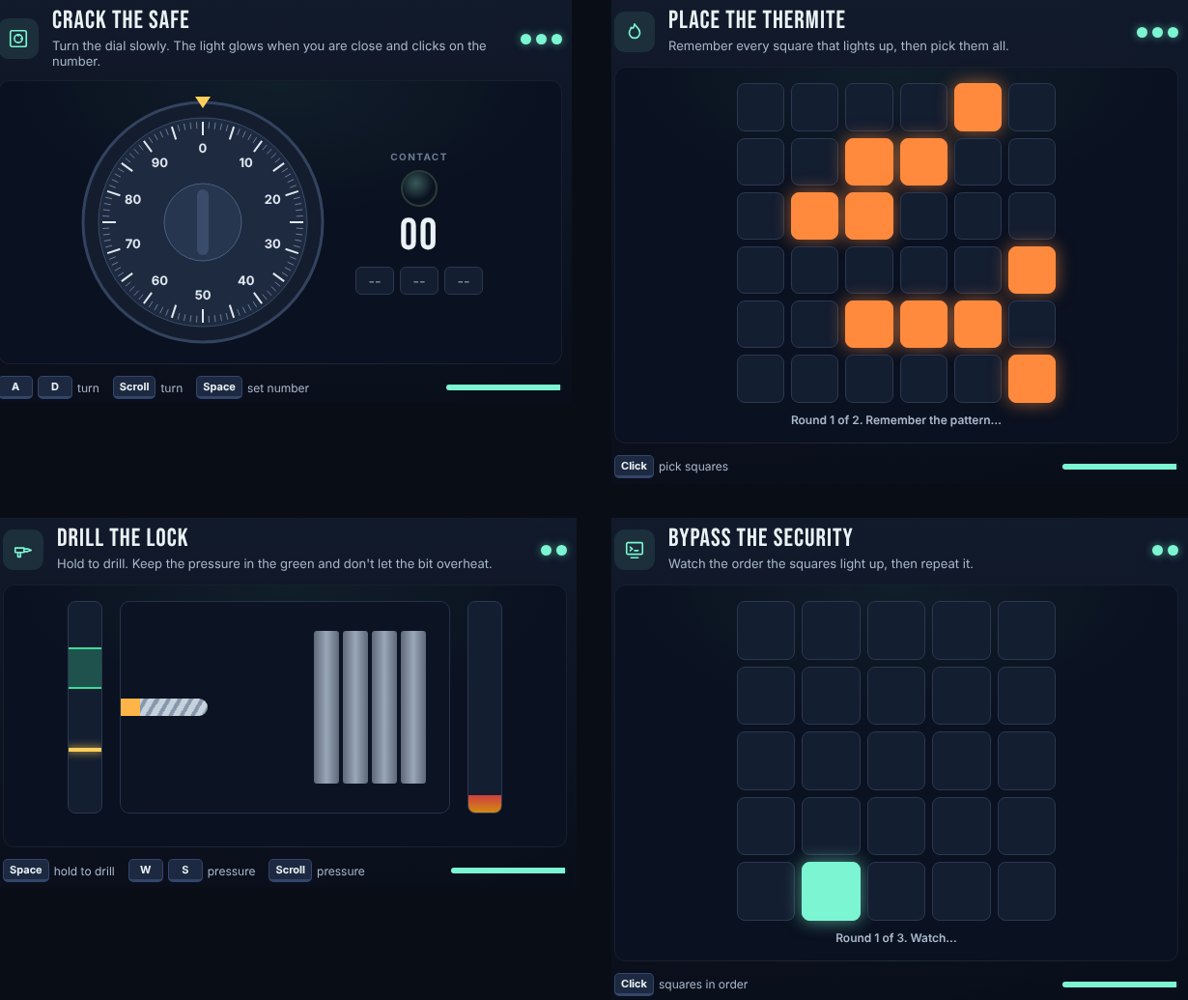 CRACK THE SAFE
Turn the dial slowly. The light glows when you are close and clicks on the
number.
0
10
20
30
40
50
60
70
80
90
CONTACT
00
-- -- --
A D turn Scroll turn Space set number
PLACE THE THERMITE
Remember every square that lights up, then pick them all.
Round 1 of 2. Remember the pattern...
Click pick squares
DRILL THE LOCK
Hold to drill. Keep the pressure in the green and don't let the bit overheat.
Space hold to drill W S pressure Scroll pressure
BYPASS THE SECURITY
Watch the order the squares light up, then repeat it.
Round 1 of 3. Watch...
Click squares in order